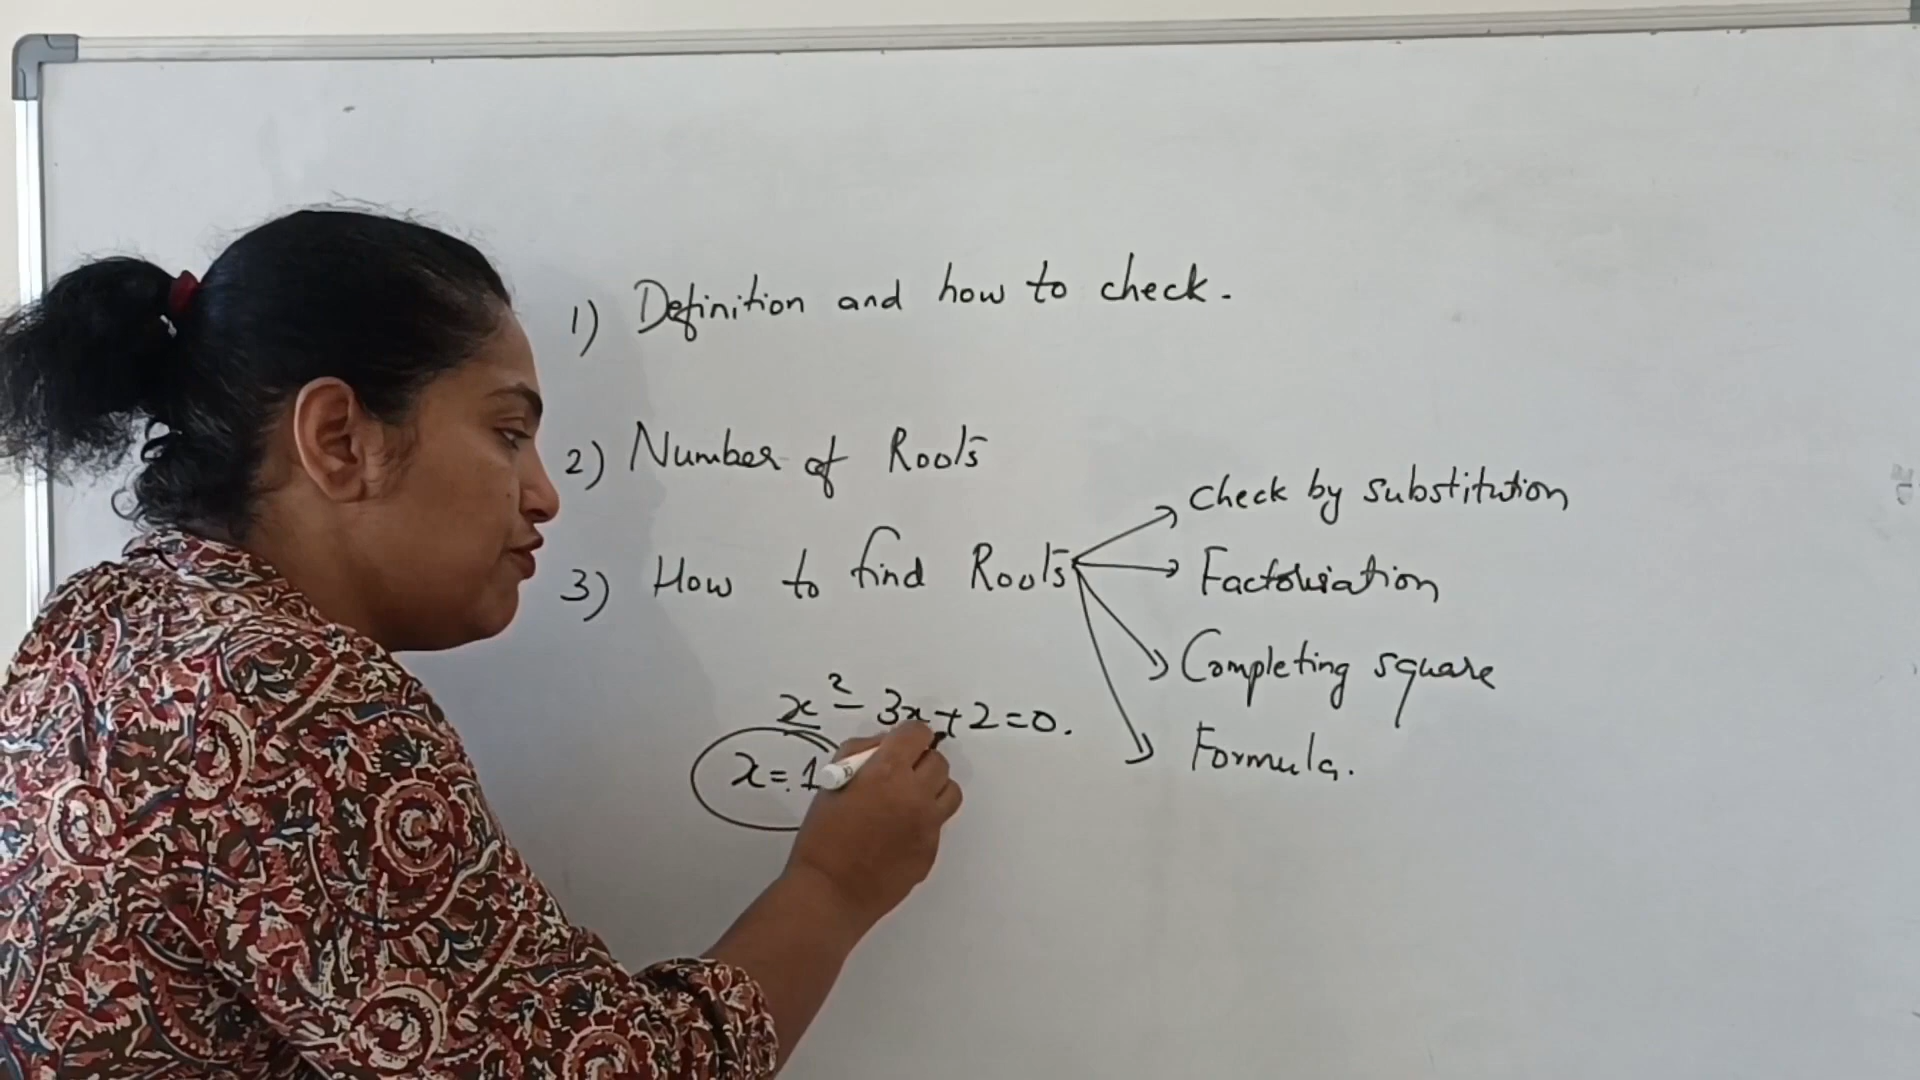 1) Definition and how to check.
2) Number of Roots
3) How to find Roots
Check by substitution
Factorisation
Completing square
Formula.
x² - 3x + 2 = 0.
x = 1